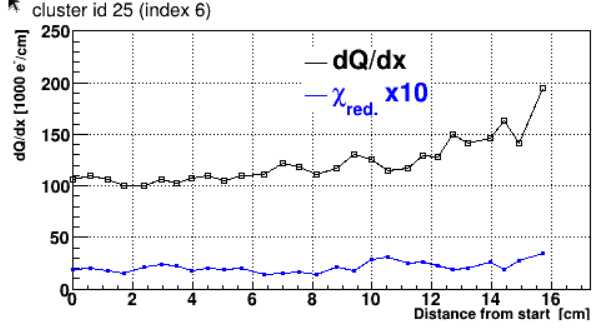 cluster id 25 (index 6)
dQ/dx [1000 e⁻/cm]
250
200
150
100
50
0
— dQ/dx
— χred. x10
0 2 4 6 8 10 12 14 16
Distance from start [cm]